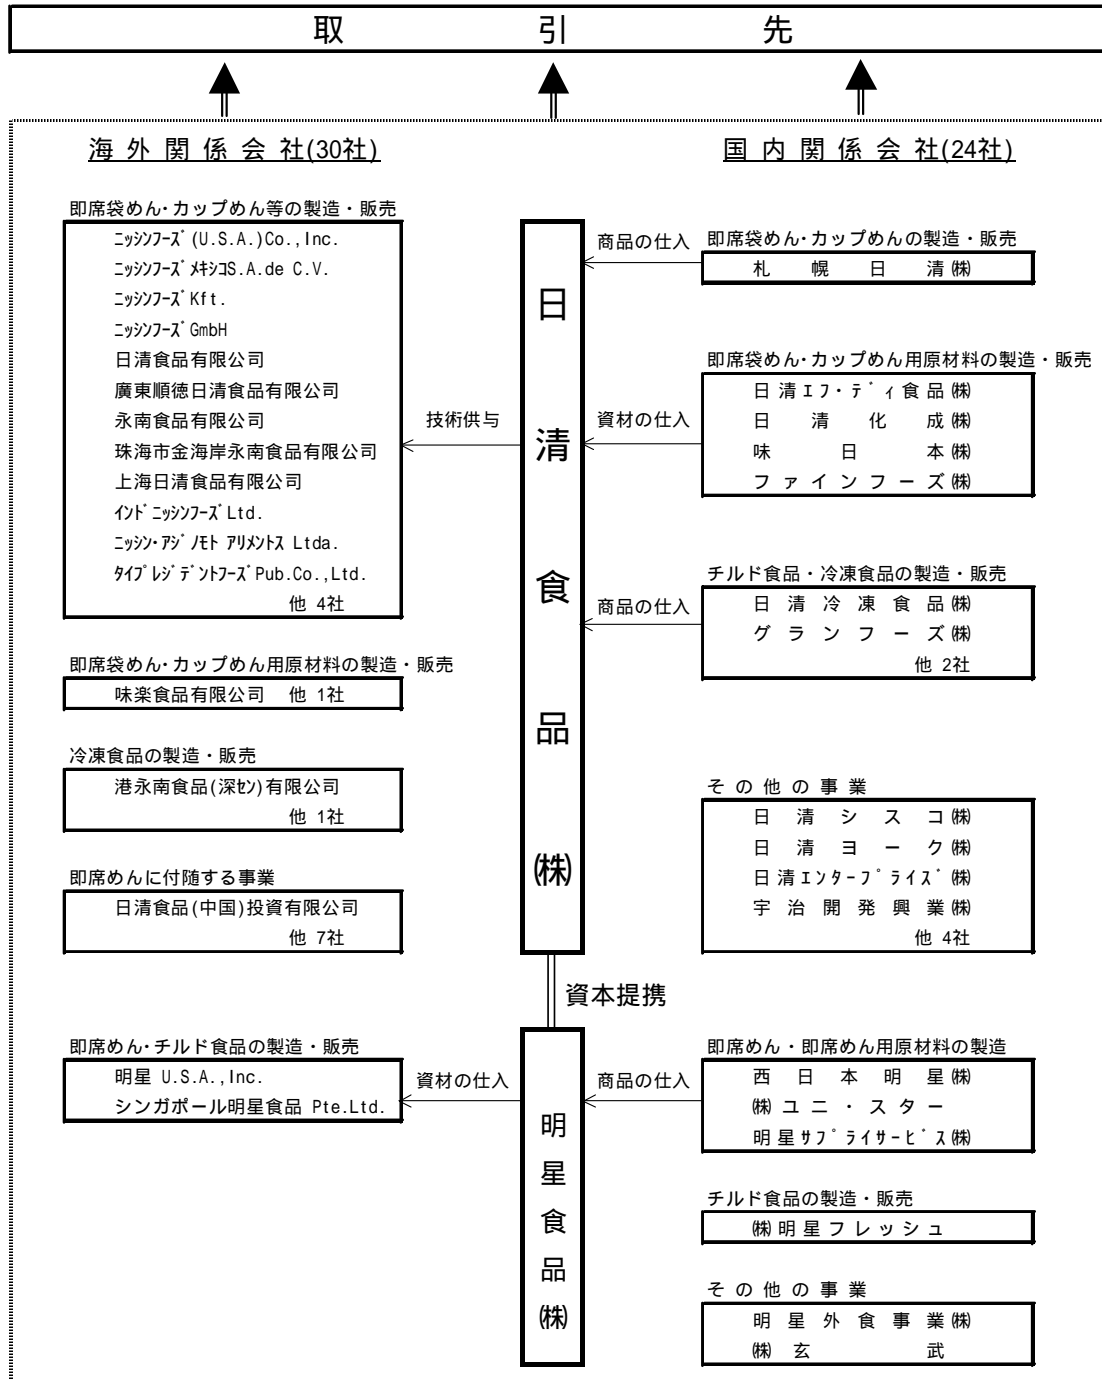 取引先
海外関係会社(30社)
即席袋めん・カップめん等の製造・販売
ﾆｯｼﾝﾌｰｽﾞ(U.S.A.)Co.,Inc.
ﾆｯｼﾝﾌｰｽﾞﾒｷｼｺS.A.de C.V.
ﾆｯｼﾝﾌｰｽﾞKft.
ﾆｯｼﾝﾌｰｽﾞGmbH
日清食品有限公司
廣東順徳日清食品有限公司
永南食品有限公司
珠海市金海岸永南食品有限公司
上海日清食品有限公司
ｲﾝﾄﾞﾆｯｼﾝﾌｰｽﾞLtd.
ﾆｯｼﾝ・ｱｼﾞﾉﾓﾄ ｱﾘﾒﾝﾄｽ Ltda.
ﾀｲﾌﾟﾚｼﾞﾃﾞﾝﾄﾌｰｽﾞPub.Co.,Ltd.
他 4社
即席袋めん・カップめん用原材料の製造・販売
味楽食品有限公司 他 1社
冷凍食品の製造・販売
港永南食品(深ｾﾝ)有限公司
他 1社
即席めんに付随する事業
日清食品(中国)投資有限公司
他 7社
即席めん・チルド食品の製造・販売
明星 U.S.A.,Inc.
シンガポール明星食品 Pte.Ltd.
技術供与
資材の仕入
日清食品㈱
資本提携
明星食品㈱
商品の仕入
資材の仕入
商品の仕入
商品の仕入
国内関係会社(24社)
即席袋めん・カップめんの製造・販売
札幌日清㈱
即席袋めん・カップめん用原材料の製造・販売
日清ｴﾌ・ﾃﾞｨ食品㈱
日清化成㈱
味日本㈱
ファインフーズ㈱
チルド食品・冷凍食品の製造・販売
日清冷凍食品㈱
グランフーズ㈱
他 2社
その他の事業
日清シスコ㈱
日清ヨーク㈱
日清ｴﾝﾀｰﾌﾟﾗｲｽﾞ㈱
宇治開発興業㈱
他 4社
即席めん・即席めん用原材料の製造
西日本明星㈱
㈱ユニ・スター
明星ｻﾌﾟﾗｲｻｰﾋﾞｽ㈱
チルド食品の製造・販売
㈱明星フレッシュ
その他の事業
明星外食事業㈱
㈱玄武